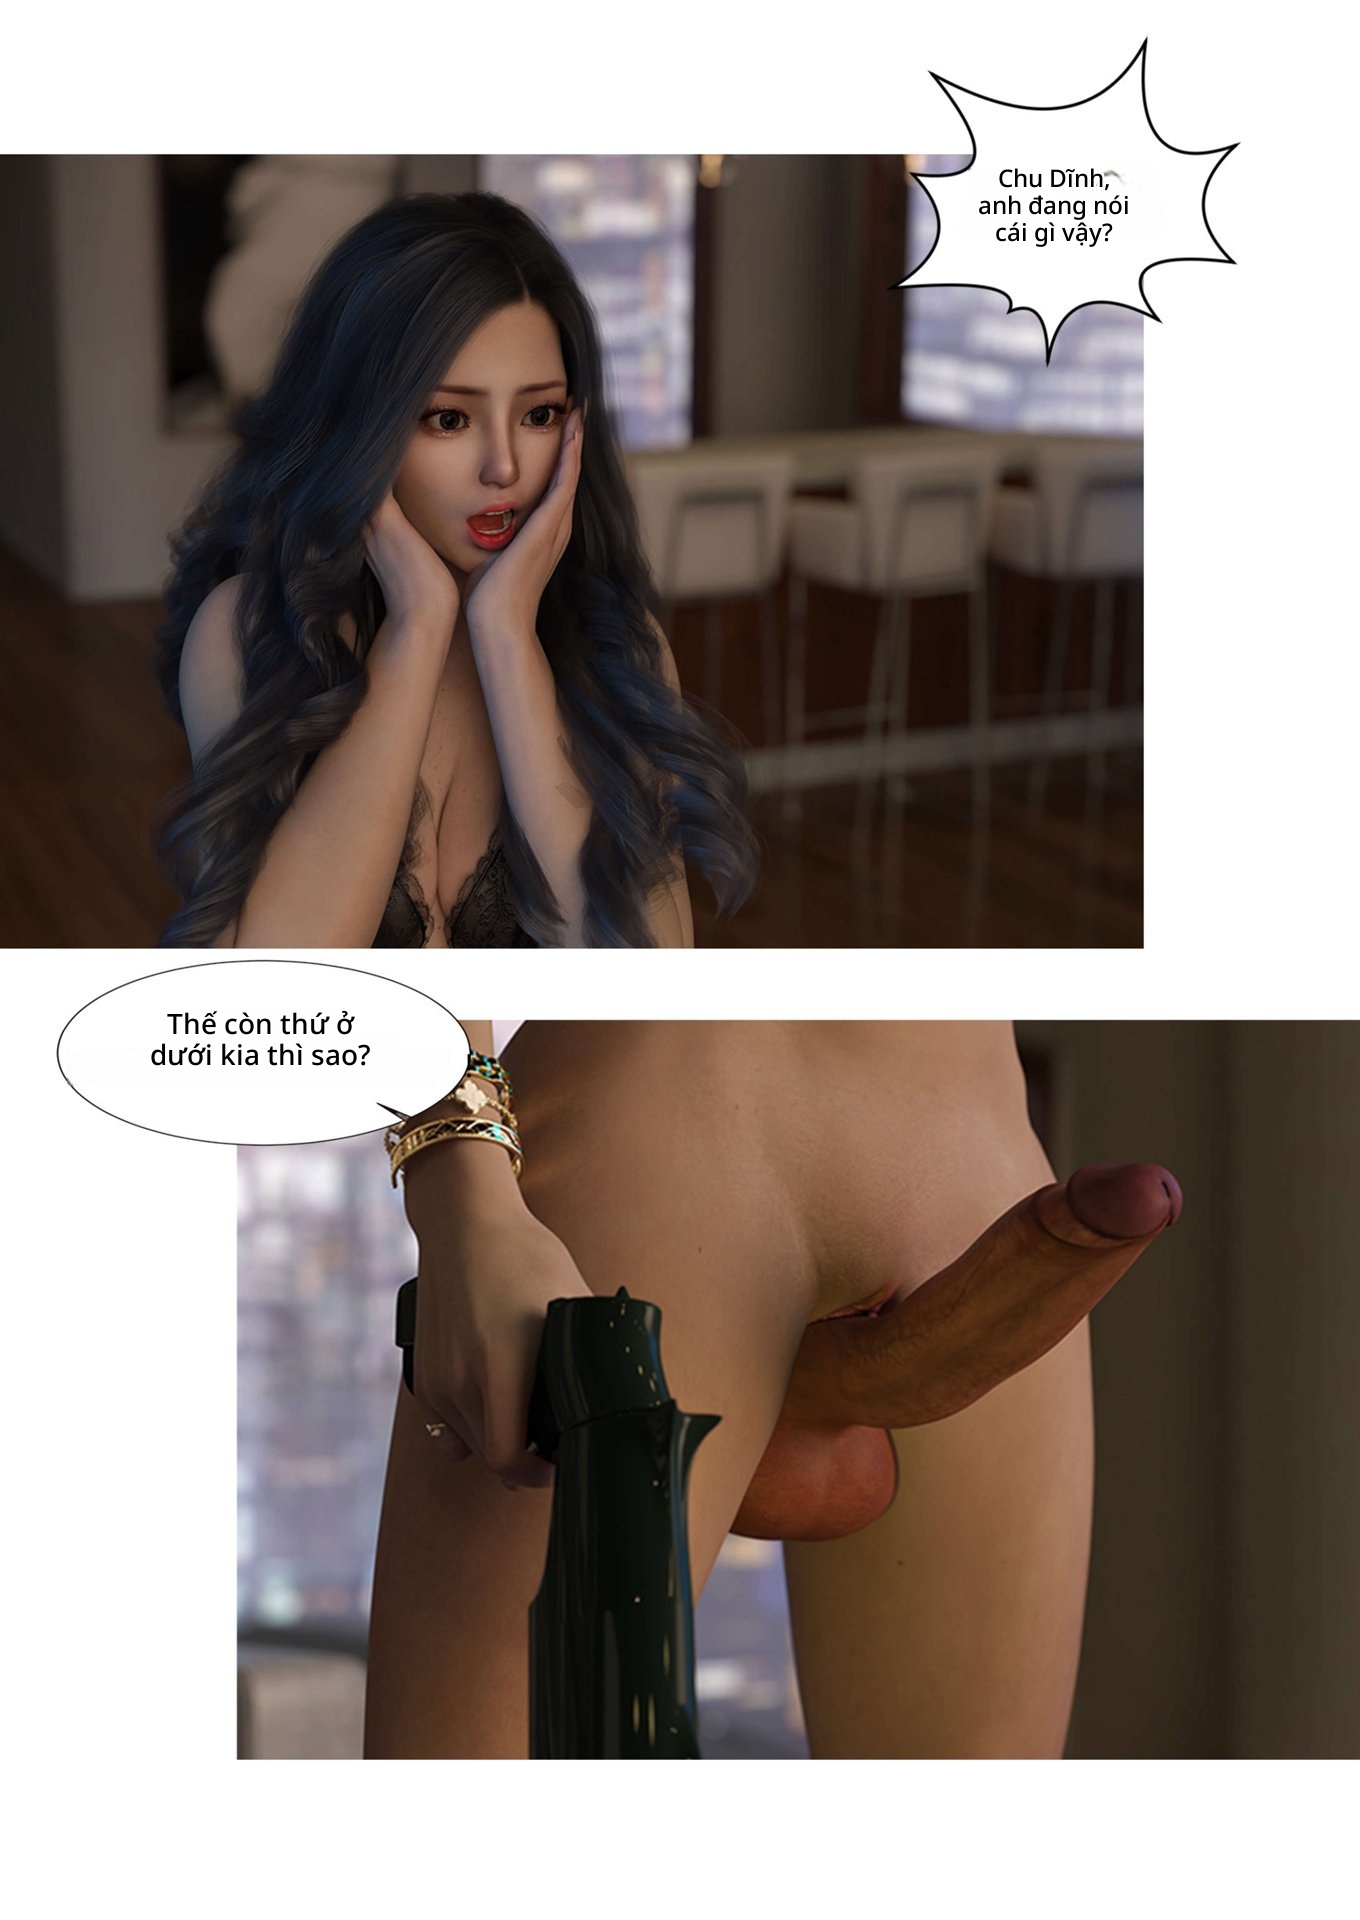 Chu Dĩnh,
anh đang nói
cái gì vậy?
Thế còn thứ ở
dưới kia thì sao?